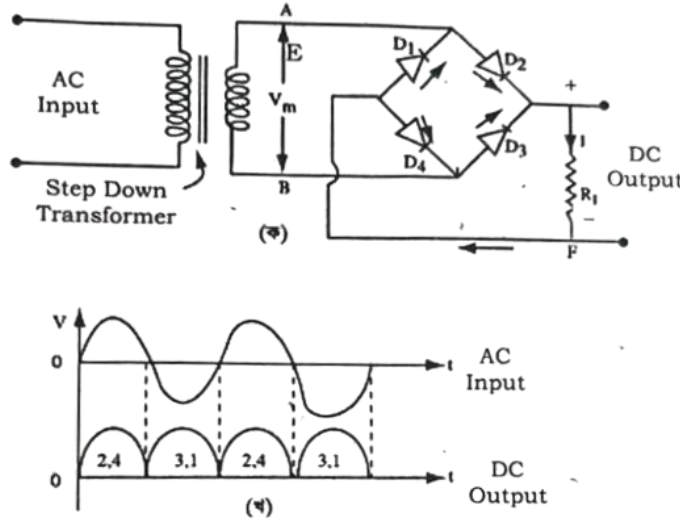 A
D1
D2
AC
Input
E
Vm
+
I
D4
D3
DC
Output
R1
Step Down
Transformer
B
−
(ক)
F
V
0
t
AC
Input
2,4
3,1
2,4
3,1
0
t
DC
Output
(খ)